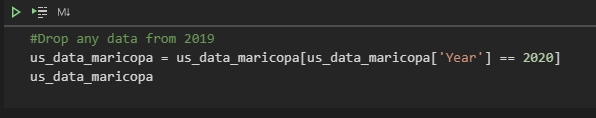 M↓
#Drop any data from 2019
us_data_maricopa = us_data_maricopa[us_data_maricopa['Year'] == 2020]
us_data_maricopa